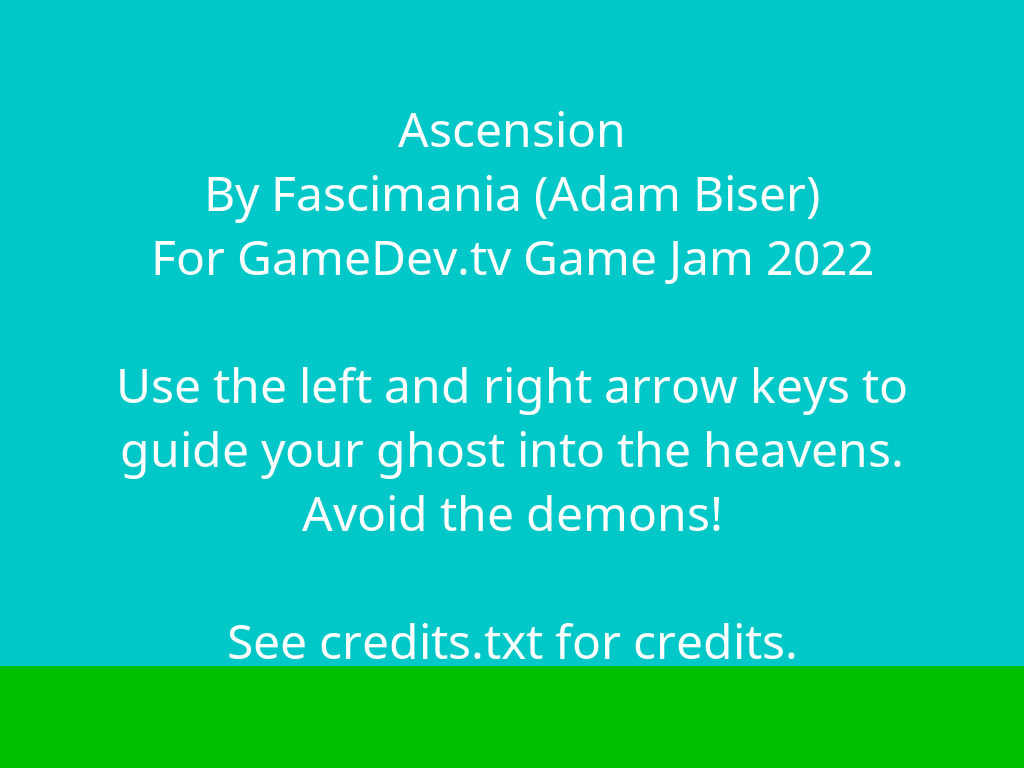 Ascension
By Fascimania (Adam Biser)
For GameDev.tv Game Jam 2022
Use the left and right arrow keys to
guide your ghost into the heavens.
Avoid the demons!
See credits.txt for credits.